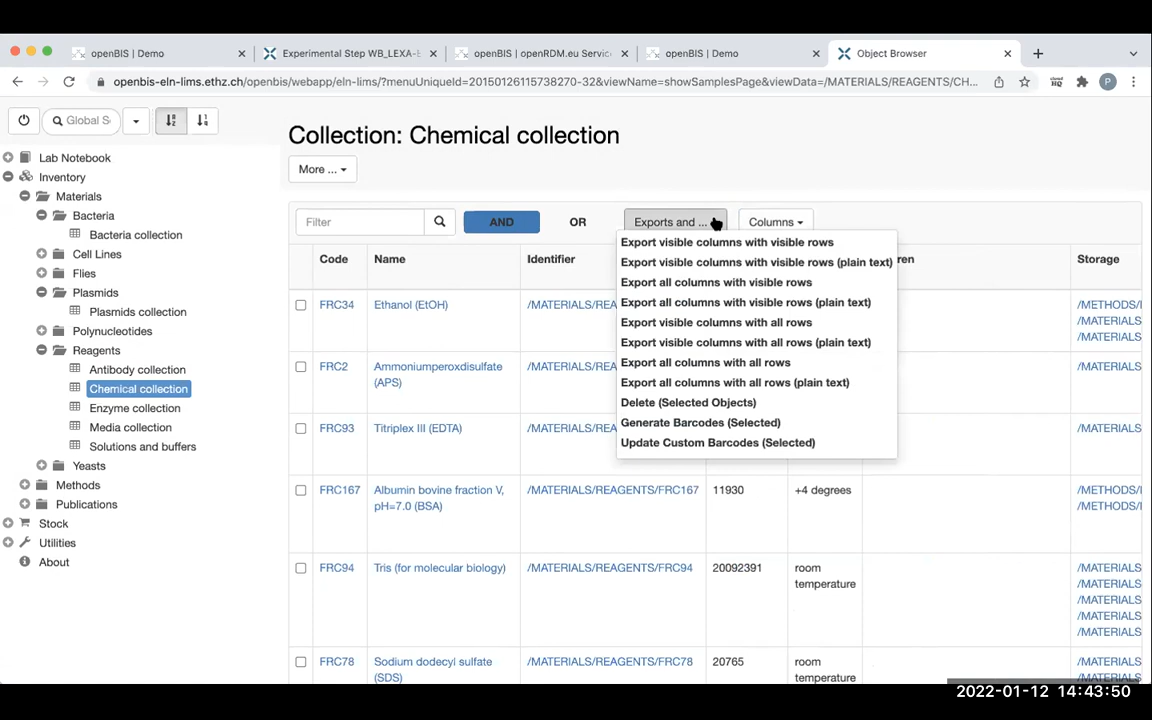 openBIS | Demo
Experimental Step WB_LEXA-E
openBIS | openRDM.eu Servic
openBIS | Demo
Object Browser
openbis-eln-lims.ethz.ch/openbis/webapp/eln-lims/?menuUniqueId=20150126115738270-32&viewName=showSamplesPage&viewData=/MATERIALS/REAGENTS/CH...
P
Global S
Lab Notebook
Inventory
Materials
Bacteria
Bacteria collection
Cell Lines
Flies
Plasmids
Plasmids collection
Polynucleotides
Reagents
Antibody collection
Chemical collection
Enzyme collection
Media collection
Solutions and buffers
Yeasts
Methods
Publications
Stock
Utilities
About
Collection: Chemical collection
More ...
Filter
AND
OR
Exports and ...
Columns
Export visible columns with visible rows
Export visible columns with visible rows (plain text)
Export all columns with visible rows
Export all columns with visible rows (plain text)
Export visible columns with all rows
Export visible columns with all rows (plain text)
Export all columns with all rows
Export all columns with all rows (plain text)
Delete (Selected Objects)
Generate Barcodes (Selected)
Update Custom Barcodes (Selected)
Code Name Identifier ren Storage
FRC34 Ethanol (EtOH) /MATERIALS/REA /METHODS/
/MATERIALS
/MATERIALS
FRC2 Ammoniumperoxdisulfate /MATERIALS/REA /MATERIALS
(APS)
FRC93 Titriplex III (EDTA) /MATERIALS/REA /MATERIALS
FRC167 Albumin bovine fraction V, /MATERIALS/REAGENTS/FRC167 11930 +4 degrees /METHODS/
pH=7.0 (BSA) /METHODS/
FRC94 Tris (for molecular biology) /MATERIALS/REAGENTS/FRC94 20092391 room /MATERIALS
temperature /MATERIALS
/MATERIALS
/MATERIALS
/MATERIALS
FRC78 Sodium dodecyl sulfate /MATERIALS/REAGENTS/FRC78 20765 room /MATERIALS
(SDS) temperature
2022-01-12 14:43:50